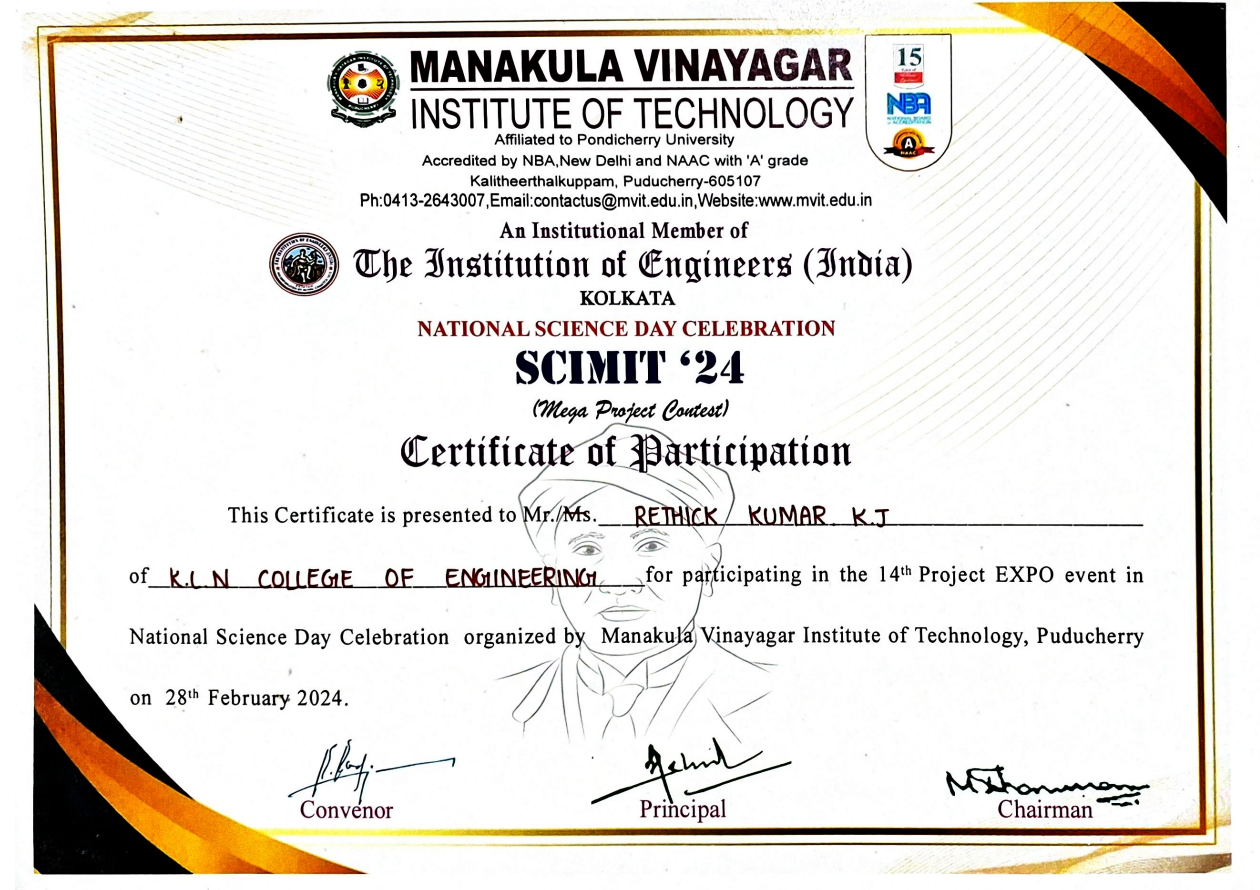 MANAKULA VINAYAGAR
INSTITUTE OF TECHNOLOGY
Affiliated to Pondicherry University
Accredited by NBA,New Delhi and NAAC with 'A' grade
Kalitheerthalkuppam, Puducherry-605107
Ph:0413-2643007,Email:contactus@mvit.edu.in,Website:www.mvit.edu.in
15
NBA
NATIONAL BOARD
of ACCREDITATION
A
NAAC
An Institutional Member of
The Institution of Engineers (India)
KOLKATA
NATIONAL SCIENCE DAY CELEBRATION
SCIMIT ‘24
(Mega Project Contest)
Certificate of Participation
This Certificate is presented to Mr./Ms. RETHICK KUMAR K.J
of K.L.N COLLEGE OF ENGINEERING for participating in the 14th Project EXPO event in
National Science Day Celebration organized by Manakula Vinayagar Institute of Technology, Puducherry
on 28th February 2024.
Convenor Principal Chairman